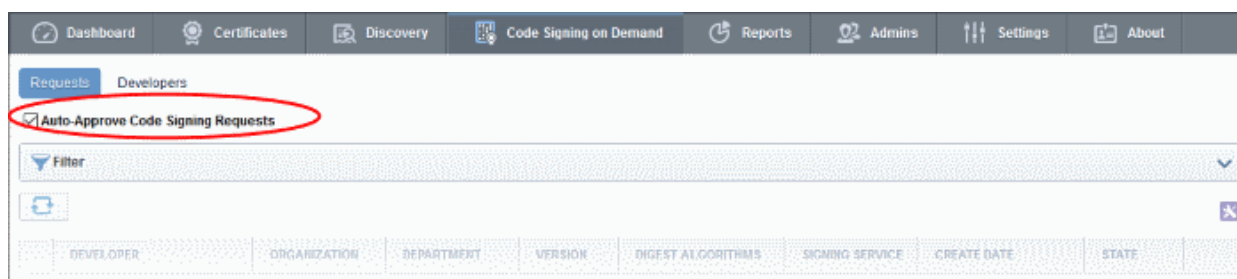 Dashboard Certificates Discovery Code Signing on Demand Reports Admins Settings About
Requests Developers
Auto-Approve Code Signing Requests
Filter
DEVELOPER ORGANIZATION DEPARTMENT VERSION DIGEST ALGORITHMS SIGNING SERVICE CREATE DATE STATE